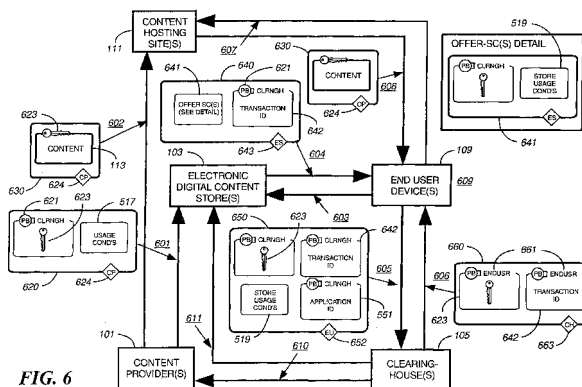 CONTENT
HOSTING
SITE(S)
111
607
630
CONTENT
624
CP
608
519
OFFER-SC(S) DETAIL
PB CLRNGH
STORE
USAGE
COND'S
ES
641
640
641
621
PB CLRNGH
OFFER SC(S)
(SEE DETAIL)
TRANSACTION
ID
642
643
ES
604
623
602
CONTENT
630
113
624
CP
103
ELECTRONIC
DIGITAL CONTENT
STORE(S)
109
END USER
DEVICE(S)
609
603
621
623
517
PB CLRNGH
USAGE
COND'S
601
620
624
CP
650
623
642
PB CLRNGH
PB CLRNGH
TRANSACTION
ID
605
PB CLRNGH
STORE
USAGE
COND'S
APPLICATION
ID
519
651
EU
652
660
661
606
PB ENDUSR
PB ENDUSR
TRANSACTION
ID
623
642
663
CH
101
611
105
CONTENT
PROVIDER(S)
610
CLEARING-
HOUSE(S)
FIG. 6